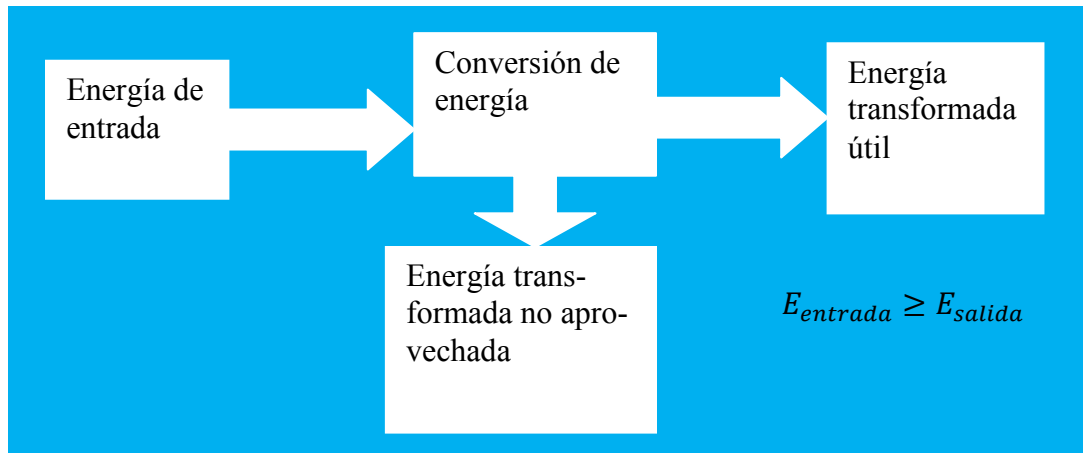 Energía de
entrada
Conversión de
energía
Energía
transformada
útil
Energía trans-
formada no apro-
vechada
E_entrada ≥ E_salida